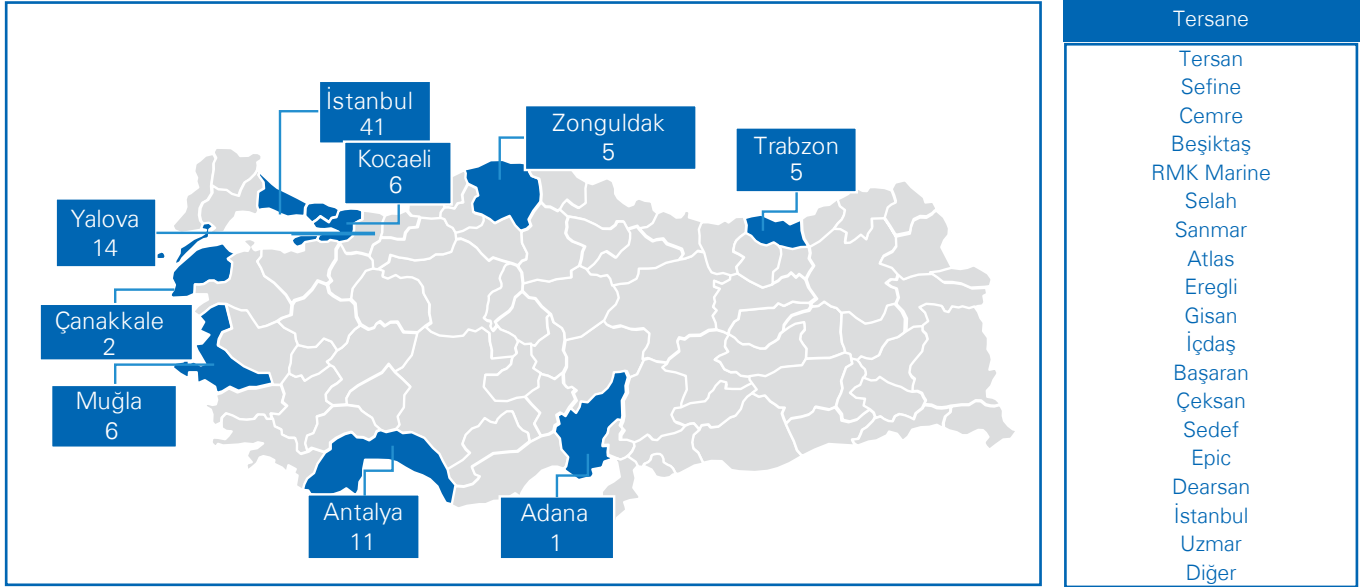 İstanbul
41
Kocaeli
6
Zonguldak
5
Trabzon
5
Yalova
14
Çanakkale
2
Muğla
6
Antalya
11
Adana
1
Tersane
Tersan
Sefine
Cemre
Beşiktaş
RMK Marine
Selah
Sanmar
Atlas
Eregli
Gisan
İçdaş
Başaran
Çeksan
Sedef
Epic
Dearsan
İstanbul
Uzmar
Diğer